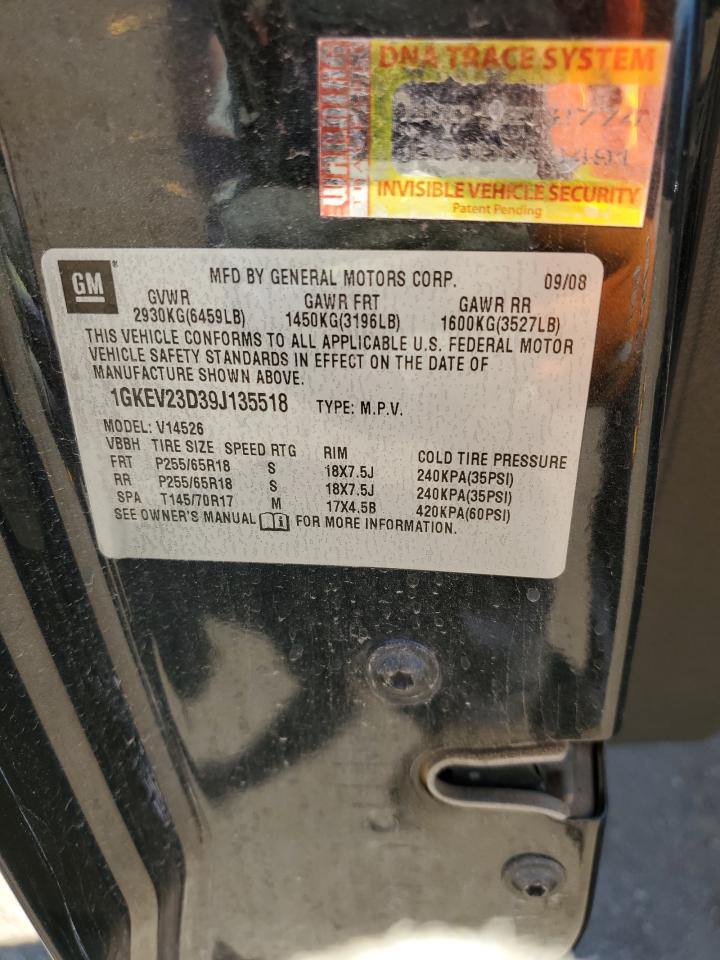 DNA TRACE SYSTEM
INVISIBLE VEHICLE SECURITY
Patent Pending
GM
MFD BY GENERAL MOTORS CORP. 09/08
GVWR GAWR FRT GAWR RR
2930KG(6459LB) 1450KG(3196LB) 1600KG(3527LB)
THIS VEHICLE CONFORMS TO ALL APPLICABLE U.S. FEDERAL MOTOR
VEHICLE SAFETY STANDARDS IN EFFECT ON THE DATE OF
MANUFACTURE SHOWN ABOVE.
1GKEV23D39J135518 TYPE: M.P.V.
MODEL: V14526
VBBH TIRE SIZE SPEED RTG RIM COLD TIRE PRESSURE
FRT P255/65R18 S 18X7.5J 240KPA(35PSI)
RR P255/65R18 S 18X7.5J 240KPA(35PSI)
SPA T145/70R17 M 17X4.5B 420KPA(60PSI)
SEE OWNER'S MANUAL FOR MORE INFORMATION.